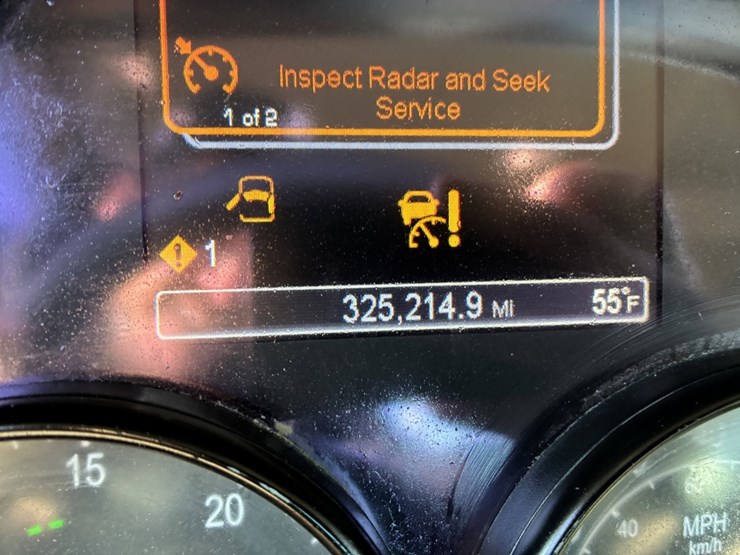 Inspect Radar and Seek
Service
1 of 2
1
325,214.9 MI
55°F
15
20
40
MPH
km/h